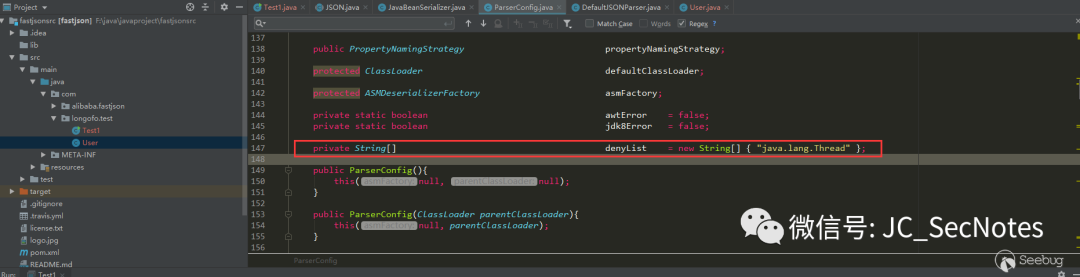 Project
fastjsonsrc [fastjson] F:\java\javaproject\fastjsonsrc
.idea
lib
src
main
java
com
alibaba.fastjson
longofo.test
Test1
User
META-INF
resources
test
target
.gitignore
.travis.yml
license.txt
logo.jpg
pom.xml
README.md
Test1.java
JSON.java
JavaBeanSerializer.java
ParserConfig.java
DefaultJSONParser.java
User.java
Match Case Words Regex ?
137
138 public PropertyNamingStrategy propertyNamingStrategy;
139
140 protected ClassLoader defaultClassLoader;
141
142 protected ASMDeserializerFactory asmFactory;
143
144 private static boolean awtError = false;
145 private static boolean jdk8Error = false;
146
147 private String[] denyList = new String[] { "java.lang.Thread" };
148
149 public ParserConfig(){
150 this( null, null);
151 }
152
153 public ParserConfig(ClassLoader parentClassLoader){
154 this( null, parentClassLoader);
155 }
156
ParserConfig
Run: Test1
微信号: JC_SecNotes
Seebug